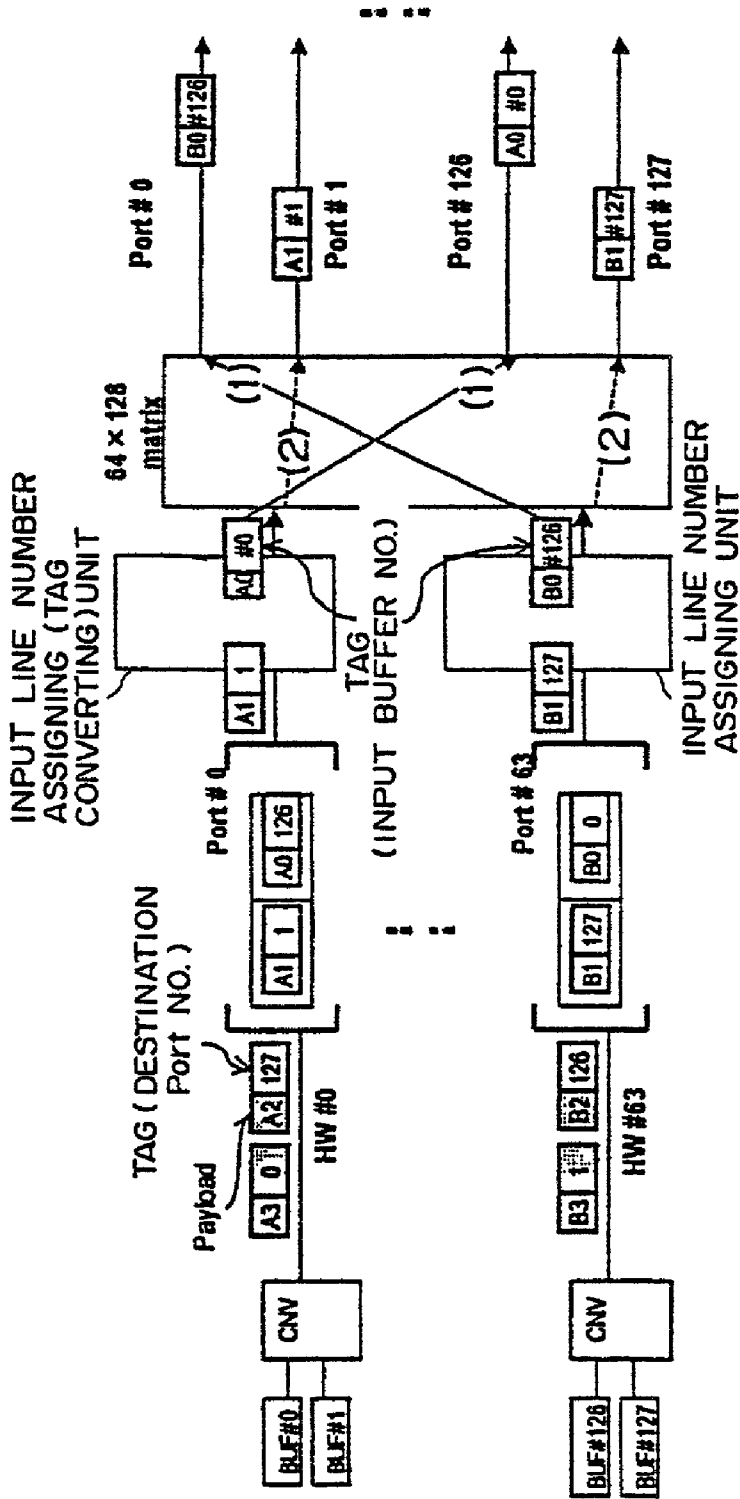 BUF#0
BUF#1
CNV
HW #0
A3 0
A2 127
Payload
TAG (DESTINATION
Port NO.)
A1 1
A0 126
Port # 0
A1 1
A0 #0
INPUT LINE NUMBER
ASSIGNING (TAG
CONVERTING) UNIT
TAG
(INPUT BUFFER NO.)
64 × 128
matrix
(1)
(2)
(1)
(2)
Port # 0
B0 #126
A1 #1
Port # 1
Port # 126
A0 #0
B1 #127
Port # 127
BUF#126
BUF#127
CNV
HW #63
B3 1
B2 126
B1 127
B0 0
Port # 63
B1 127
B0 #126
INPUT LINE NUMBER
ASSIGNING UNIT